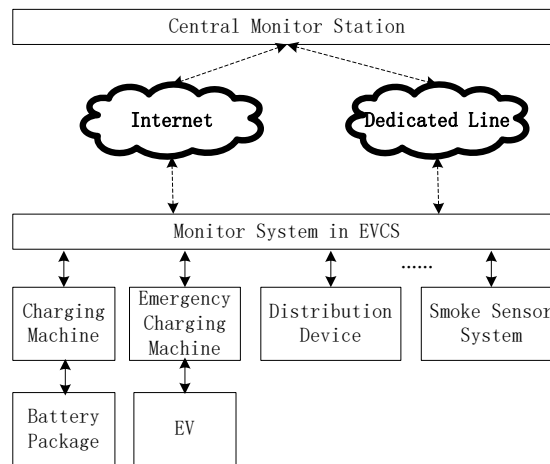 Central Monitor Station
Internet
Dedicated Line
Monitor System in EVCS
......
Charging
Machine
Emergency
Charging
Machine
Distribution
Device
Smoke Sensor
System
Battery
Package
EV